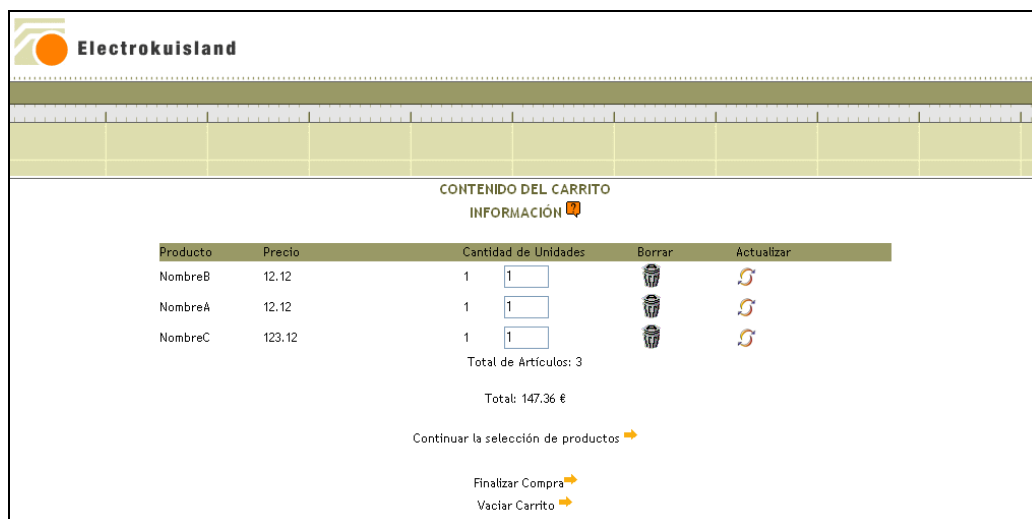 Electrokuisland
CONTENIDO DEL CARRITO
INFORMACIÓN ?
Producto Precio Cantidad de Unidades Borrar Actualizar
NombreB 12.12 1 1
NombreA 12.12 1 1
NombreC 123.12 1 1
Total de Artículos: 3
Total: 147.36 €
Continuar la selección de productos
Finalizar Compra
Vaciar Carrito